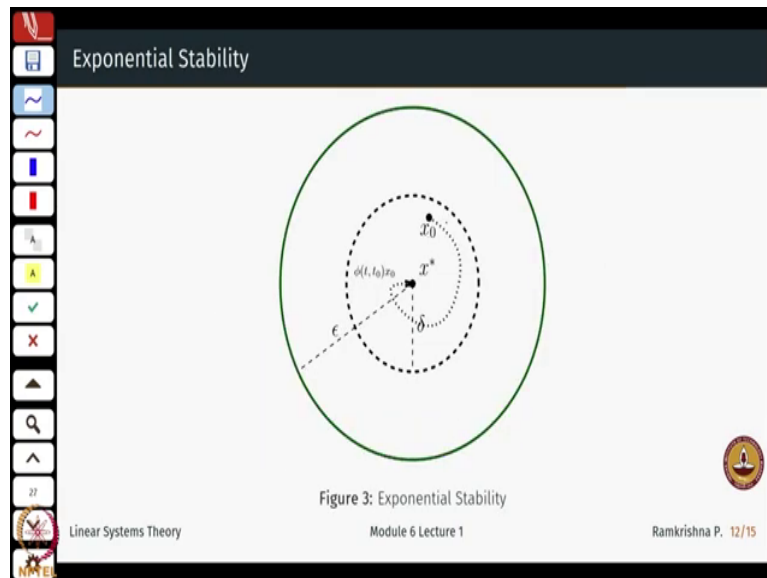 Exponential Stability
x₀
x*
ϕ(t, t₀)x₀
ϵ
δ
A
A
27
Figure 3: Exponential Stability
Linear Systems Theory
Module 6 Lecture 1
Ramkrishna P. 12/15
NPTEL